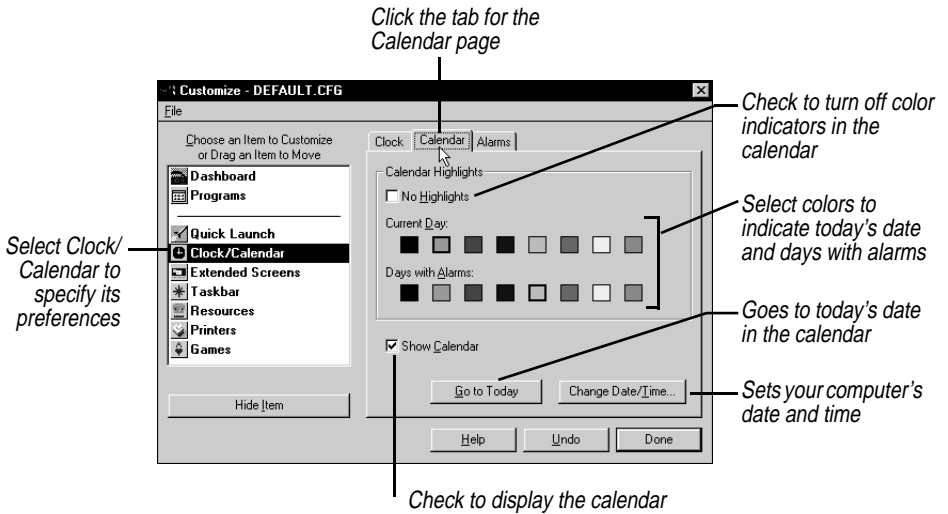 Click the tab for the
Calendar page
Customize - DEFAULT.CFG
File
Choose an Item to Customize
or Drag an Item to Move
Dashboard
Programs
Quick Launch
Clock/Calendar
Extended Screens
Taskbar
Resources
Printers
Games
Hide Item
Clock Calendar Alarms
Calendar Highlights
No Highlights
Current Day:
Days with Alarms:
Show Calendar
Go to Today Change Date/Time...
Help Undo Done
Select Clock/
Calendar to
specify its
preferences
Check to turn off color
indicators in the
calendar
Select colors to
indicate today's date
and days with alarms
Goes to today's date
in the calendar
Sets your computer's
date and time
Check to display the calendar